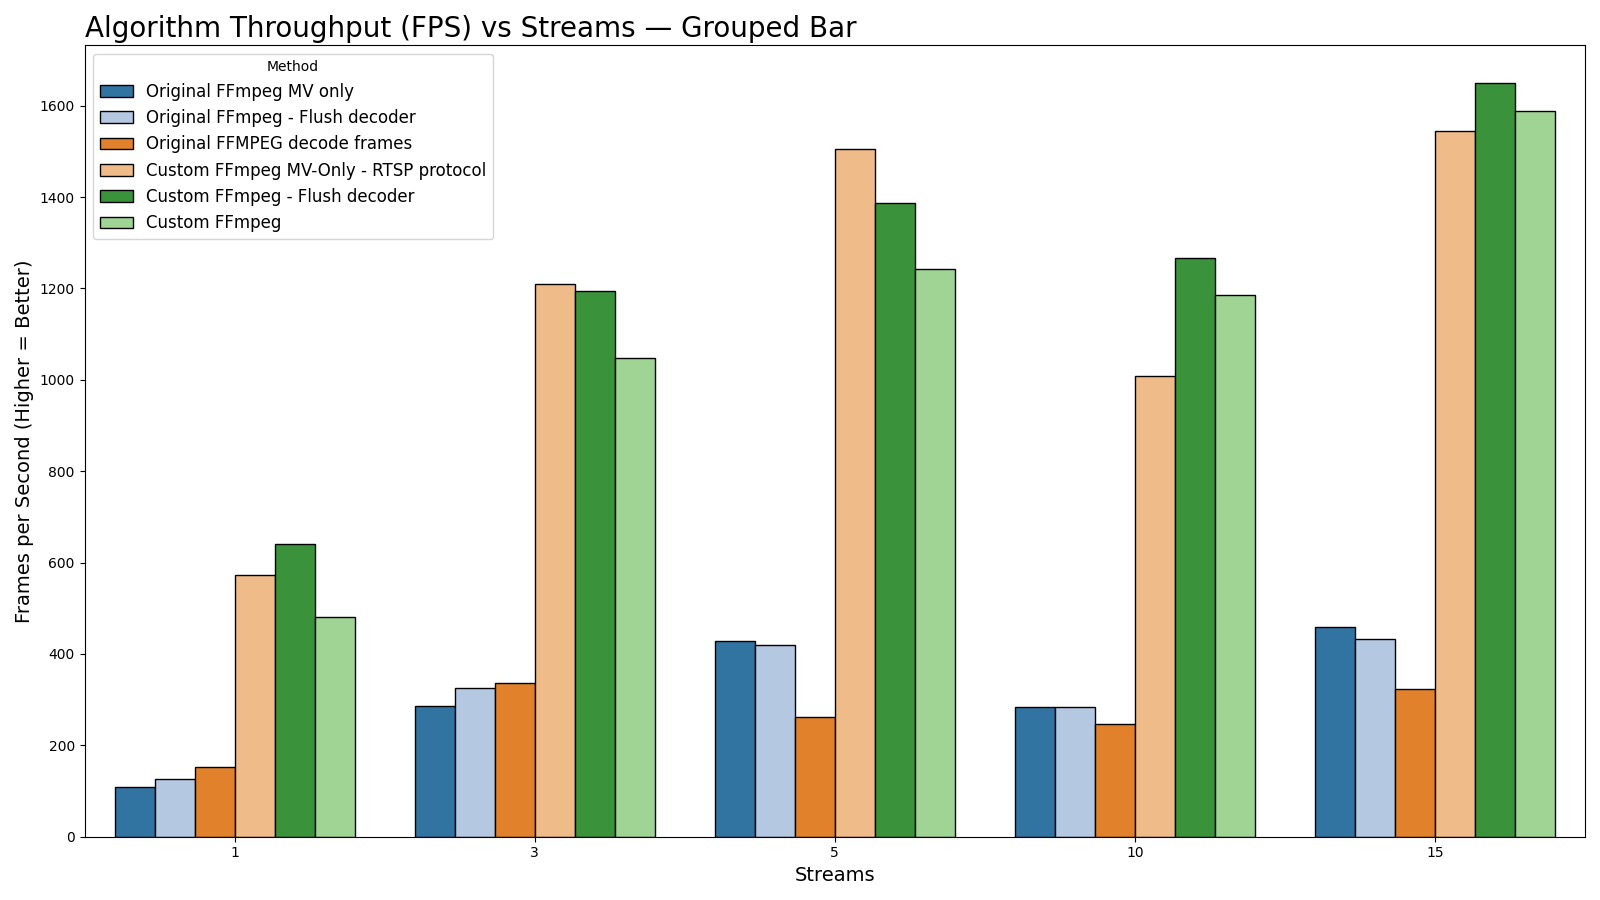 Algorithm Throughput (FPS) vs Streams — Grouped Bar
Method
Original FFmpeg MV only
Original FFmpeg - Flush decoder
Original FFMPEG decode frames
Custom FFmpeg MV-Only - RTSP protocol
Custom FFmpeg - Flush decoder
Custom FFmpeg
Frames per Second (Higher = Better)
1600
1400
1200
1000
800
600
400
200
0
1 3 5 10 15
Streams